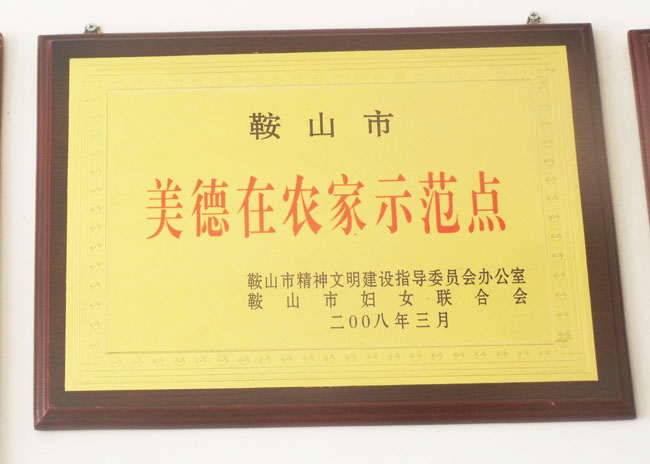 鞍山市
美德在农家示范点
鞍山市精神文明建设指导委员会办公室
鞍山市妇女联合会
二00八年三月